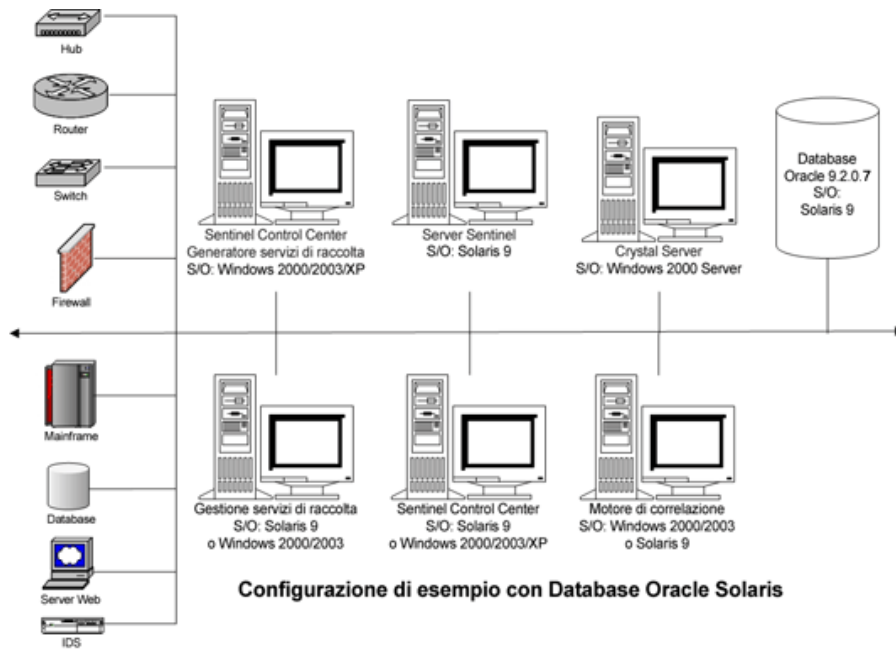 Hub
Router
Switch
Firewall
Sentinel Control Center
Generatore servizi di raccolta
S/O: Windows 2000/2003/XP
Server Sentinel
S/O: Solaris 9
Crystal Server
S/O: Windows 2000 Server
Database
Oracle 9.2.0.7
S/O:
Solaris 9
Mainframe
Database
Server Web
IDS
Gestione servizi di raccolta
S/O: Solaris 9
o Windows 2000/2003
Sentinel Control Center
S/O: Solaris 9
o Windows 2000/2003/XP
Motore di correlazione
S/O: Windows 2000/2003
o Solaris 9
Configurazione di esempio con Database Oracle Solaris